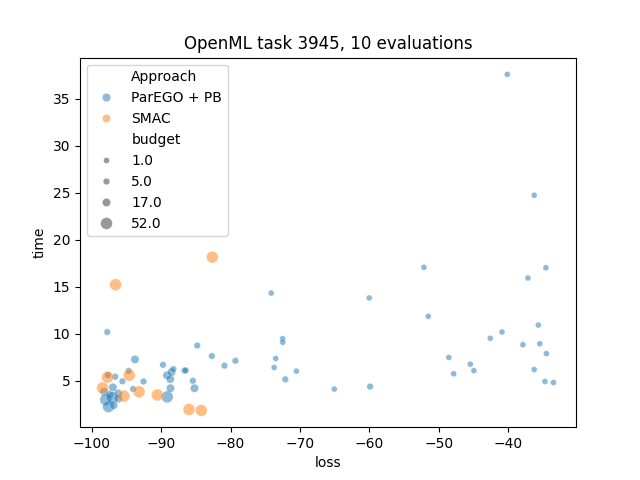 OpenML task 3945, 10 evaluations
Approach
ParEGO + PB
SMAC
budget
1.0
5.0
17.0
52.0
time
35
30
25
20
15
10
5
−100
−90
−80
−70
−60
−50
−40
loss